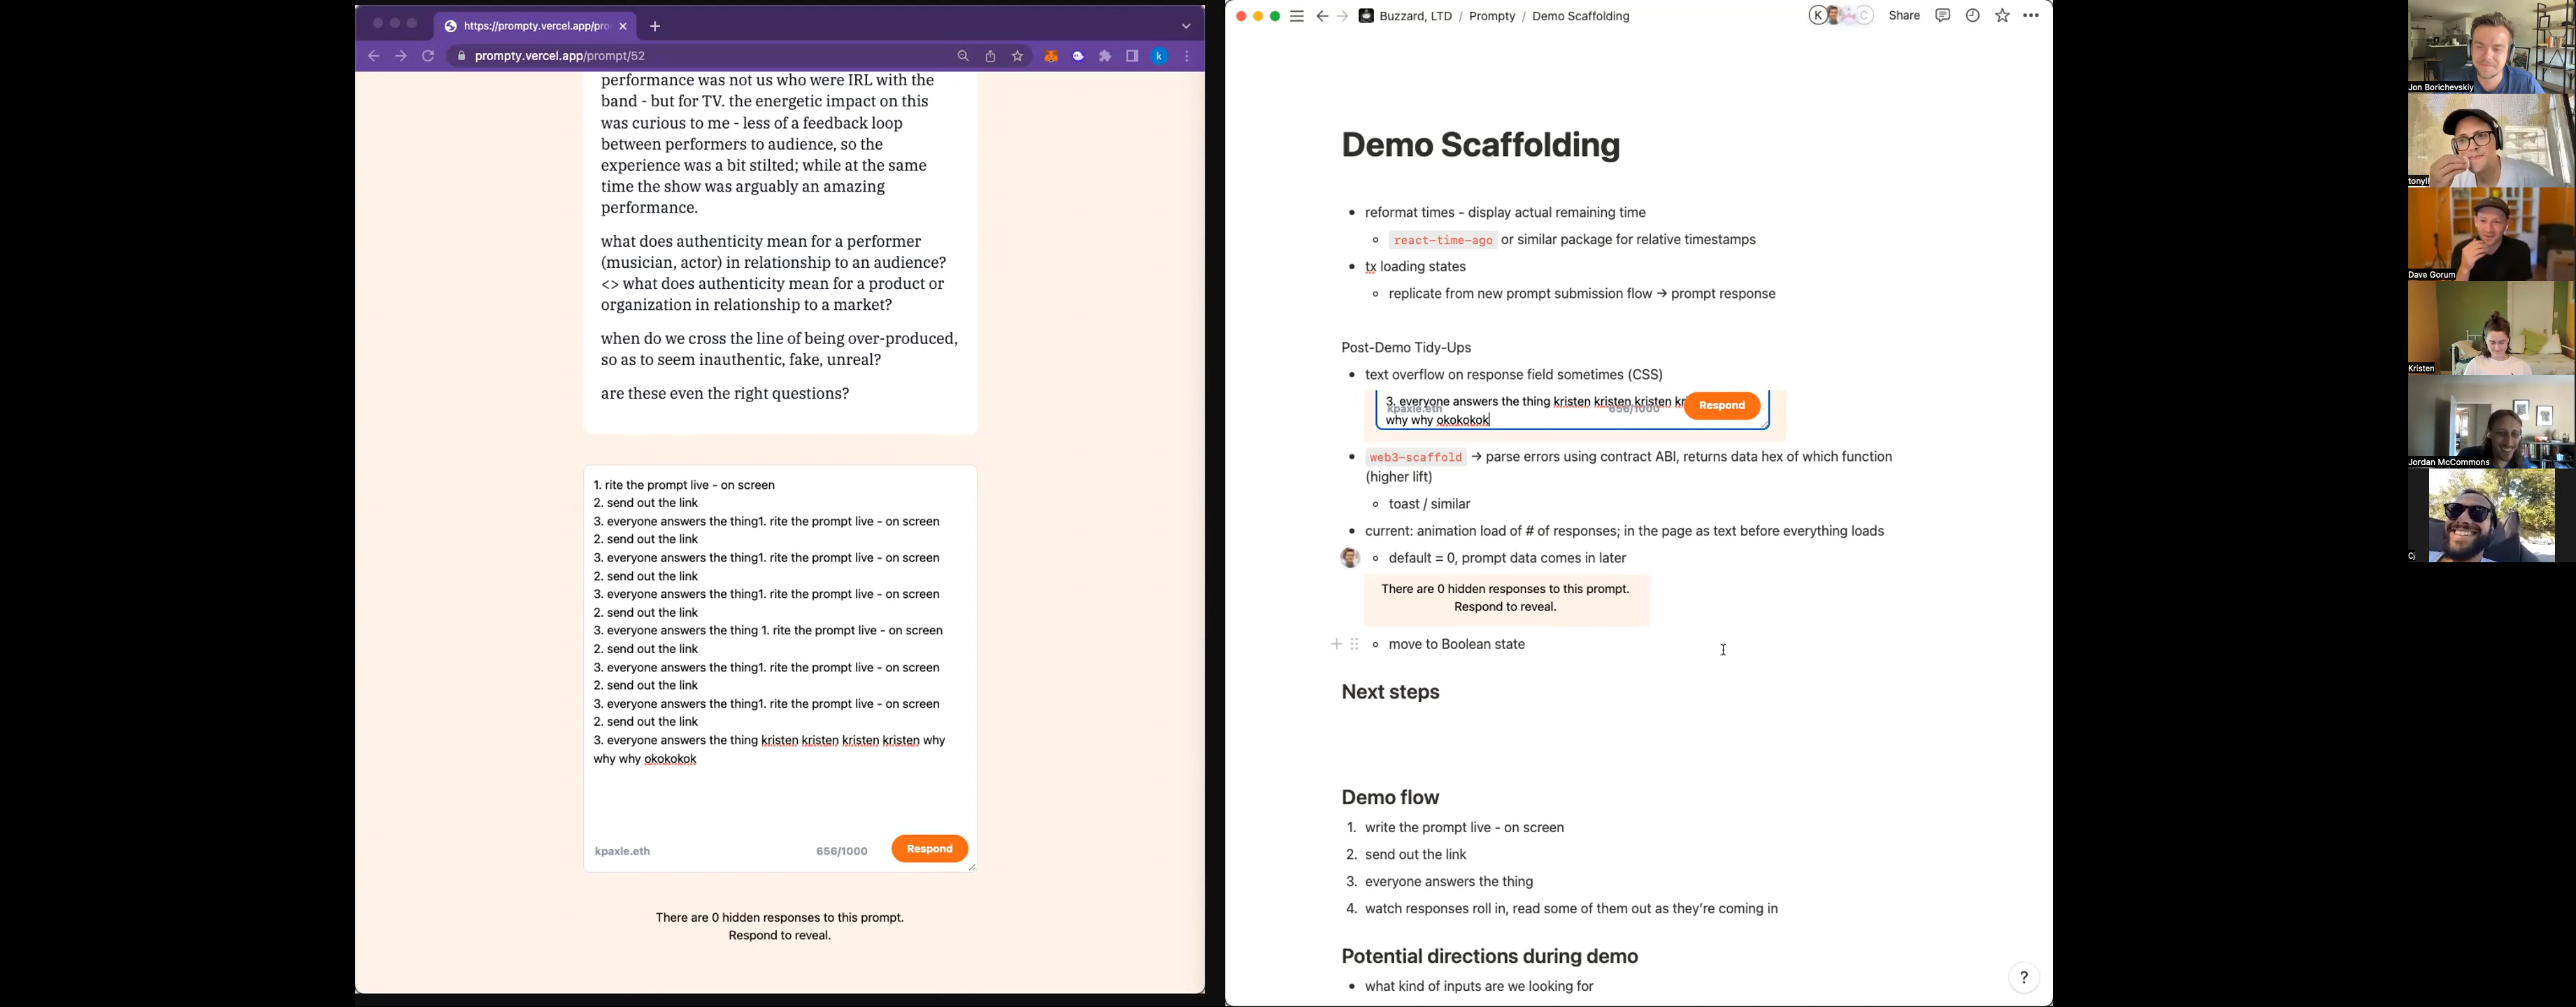 https://prompty.vercel.app/pro
prompty.vercel.app/prompt/52
k
performance was not us who were IRL with the
band - but for TV. the energetic impact on this
was curious to me - less of a feedback loop
between performers to audience, so the
experience was a bit stilted; while at the same
time the show was arguably an amazing
performance.
what does authenticity mean for a performer
(musician, actor) in relationship to an audience?
<> what does authenticity mean for a product or
organization in relationship to a market?
when do we cross the line of being over-produced,
so as to seem inauthentic, fake, unreal?
are these even the right questions?
1. rite the prompt live - on screen
2. send out the link
3. everyone answers the thing1. rite the prompt live - on screen
2. send out the link
3. everyone answers the thing1. rite the prompt live - on screen
2. send out the link
3. everyone answers the thing1. rite the prompt live - on screen
2. send out the link
3. everyone answers the thing 1. rite the prompt live - on screen
2. send out the link
3. everyone answers the thing1. rite the prompt live - on screen
2. send out the link
3. everyone answers the thing1. rite the prompt live - on screen
2. send out the link
3. everyone answers the thing kristen kristen kristen kristen why
why why okokokok
kpaxle.eth 656/1000 Respond
There are 0 hidden responses to this prompt.
Respond to reveal.
Buzzard, LTD / Prompty / Demo Scaffolding
K C Share
Demo Scaffolding
• reformat times - display actual remaining time
◦ react-time-ago or similar package for relative timestamps
• tx loading states
◦ replicate from new prompt submission flow → prompt response
Post-Demo Tidy-Ups
• text overflow on response field sometimes (CSS)
3. everyone answers the thing kristen kristen kristen kr
kpaxle.eth 656/1000 Respond
why why okokokok
• web3-scaffold → parse errors using contract ABI, returns data hex of which function
(higher lift)
◦ toast / similar
• current: animation load of # of responses; in the page as text before everything loads
◦ default = 0, prompt data comes in later
There are 0 hidden responses to this prompt.
Respond to reveal.
◦ move to Boolean state
Next steps
Demo flow
1. write the prompt live - on screen
2. send out the link
3. everyone answers the thing
4. watch responses roll in, read some of them out as they're coming in
Potential directions during demo
• what kind of inputs are we looking for
?
Jon Borichevskiy
tonyll
Dave Gorum
Kristen
Jordan McCommons
Cj